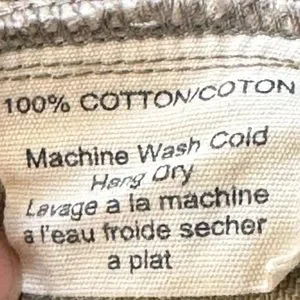 100% COTTON/COTON
Machine Wash Cold
Hang Dry
Lavage a la machine
a l'eau froide secher
a plat